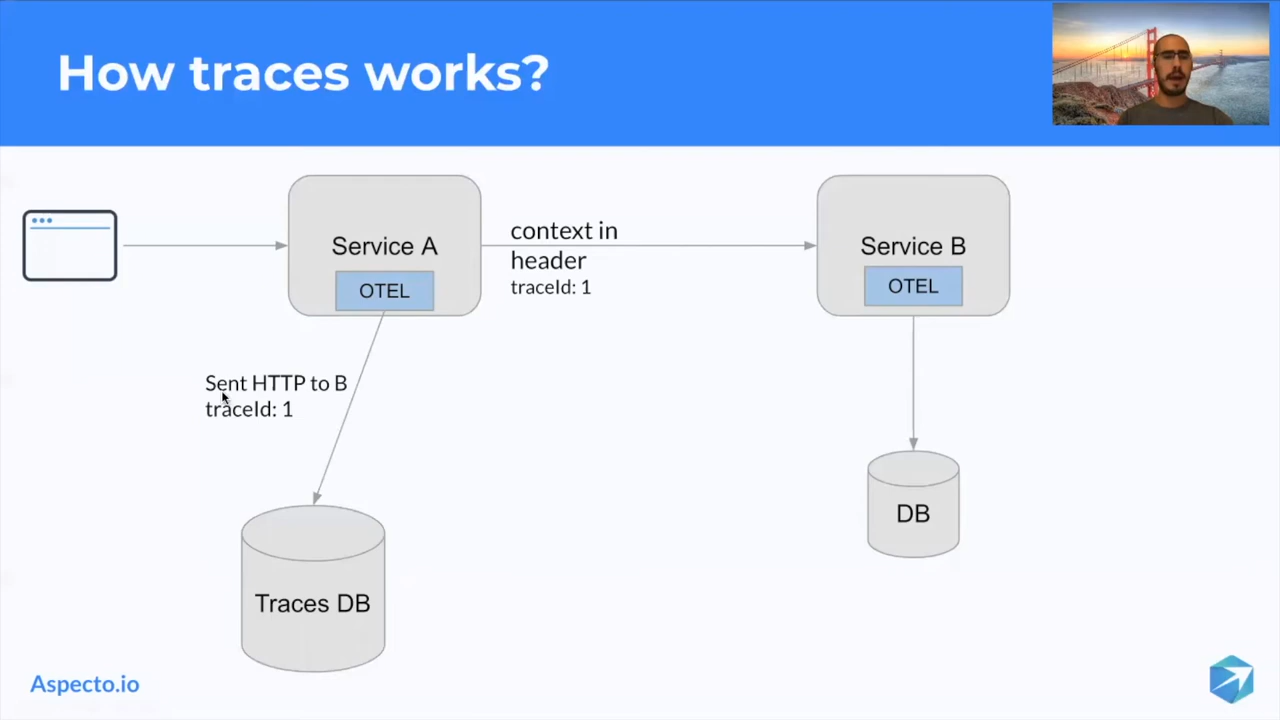 How traces works?
Service A
OTEL
context in
header
traceId: 1
Service B
OTEL
Sent HTTP to B
traceId: 1
DB
Traces DB
Aspecto.io